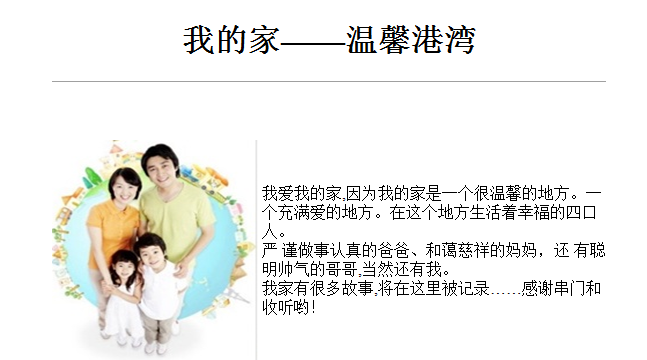 我的家——温馨港湾
我爱我的家,因为我的家是一个很温馨的地方。一
个充满爱的地方。在这个地方生活着幸福的四口
人。
严 谨做事认真的爸爸、和蔼慈祥的妈妈，还 有聪
明帅气的哥哥,当然还有我。
我家有很多故事,将在这里被记录……感谢串门和
收听哟！